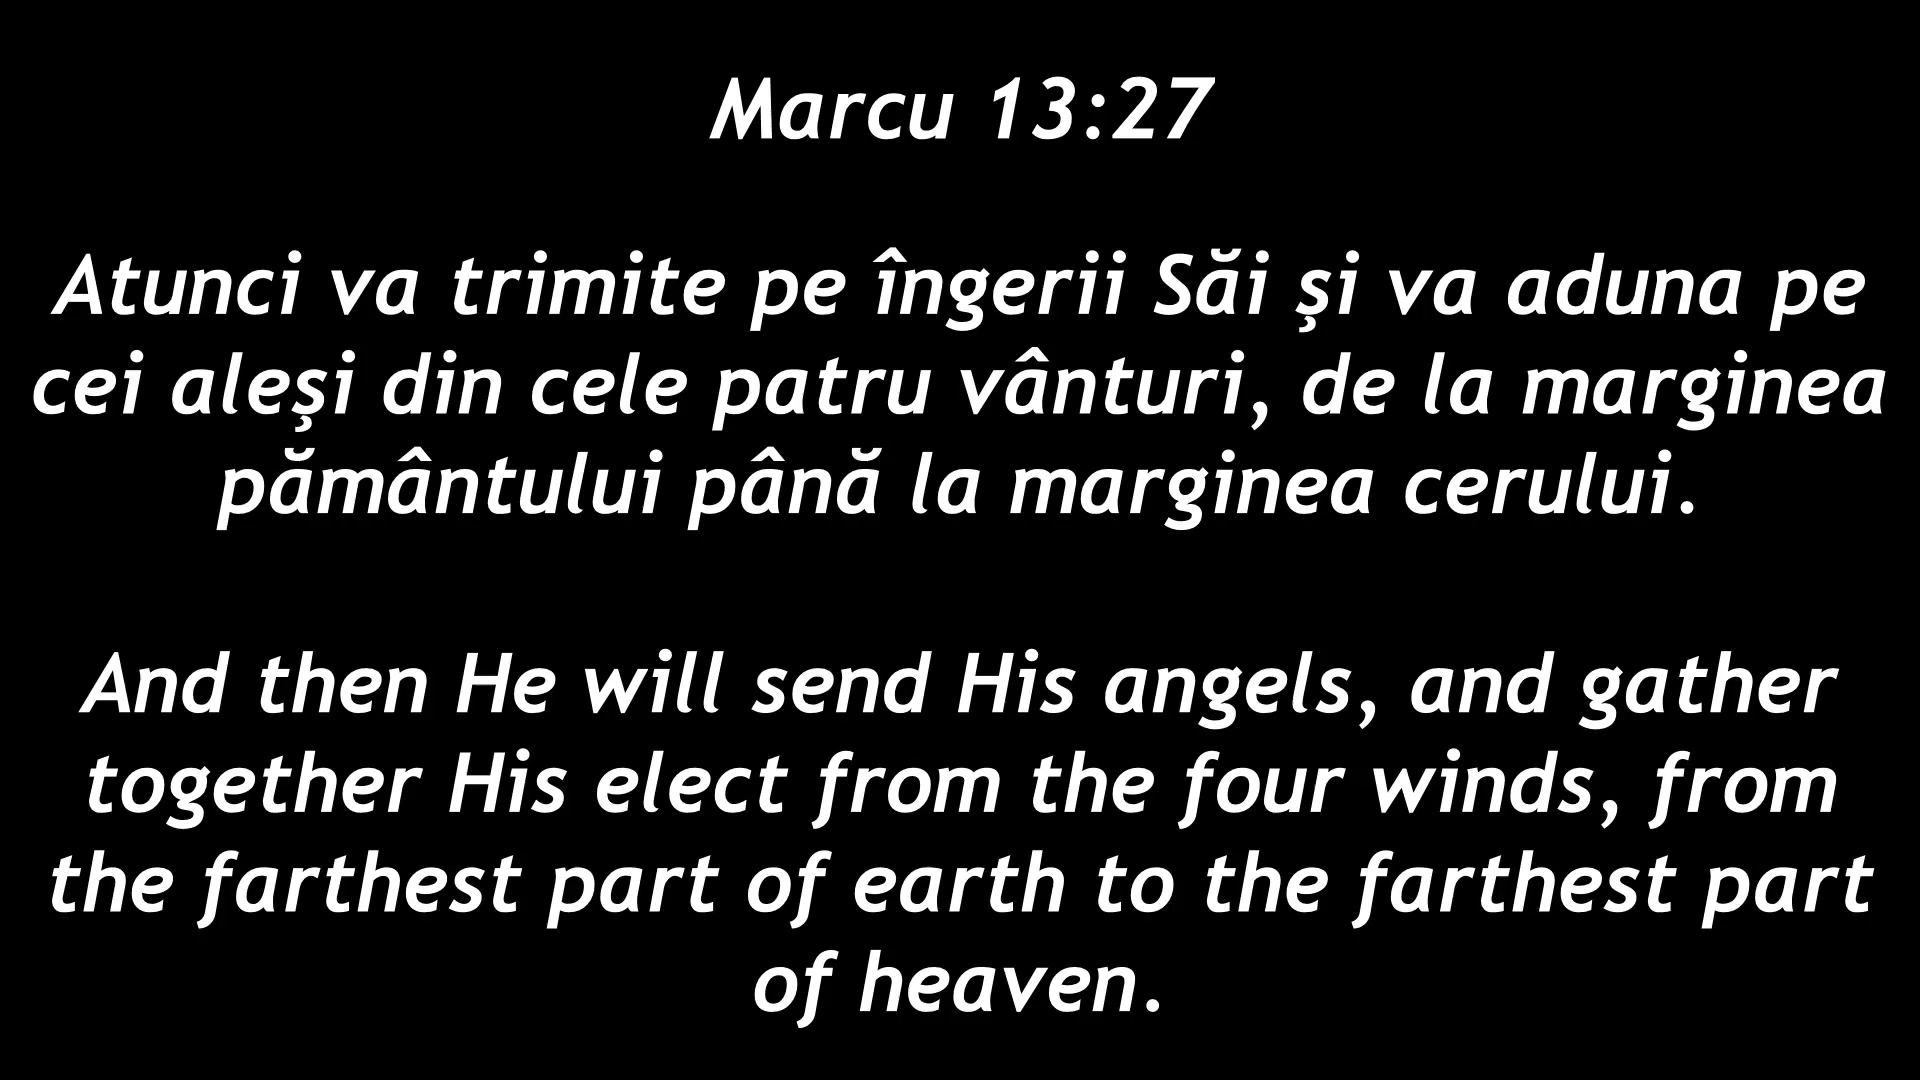 Marcu 13:27
Atunci va trimite pe îngerii Săi și va aduna pe
cei aleși din cele patru vânturi, de la marginea
pământului până la marginea cerului.
And then He will send His angels, and gather
together His elect from the four winds, from
the farthest part of earth to the farthest part
of heaven.